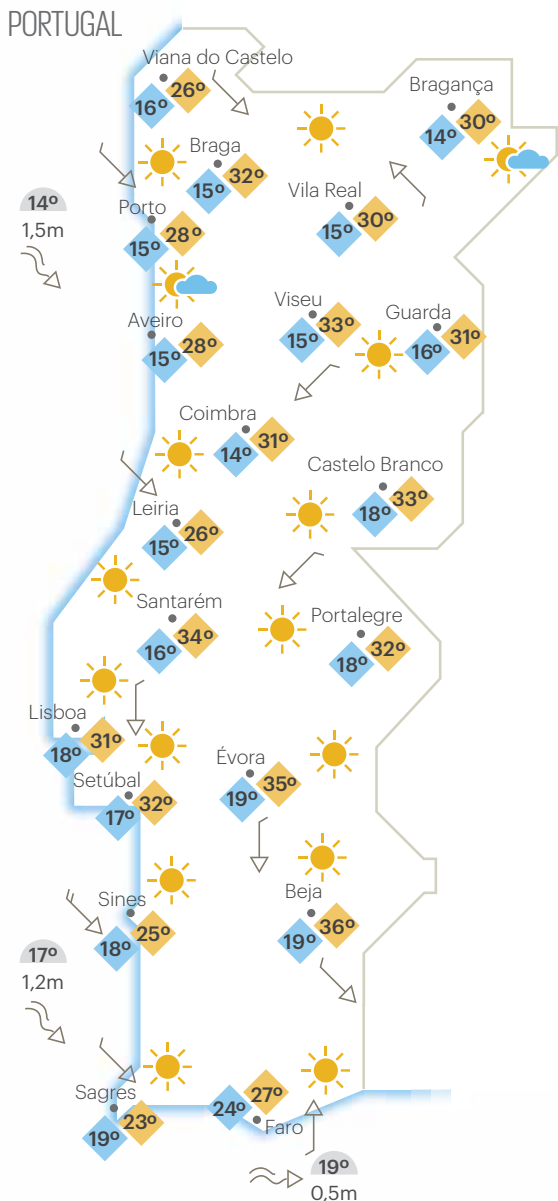 PORTUGAL
Viana do Castelo
16º 26º
Bragança
14º 30º
Braga
15º 32º
Vila Real
15º 30º
14º
1,5m
Porto
15º 28º
Viseu
15º 33º
Guarda
16º 31º
Aveiro
15º 28º
Coimbra
14º 31º
Castelo Branco
18º 33º
Leiria
15º 26º
Santarém
16º 34º
Portalegre
18º 32º
Lisboa
18º 31º
Setúbal
17º 32º
Évora
19º 35º
Sines
18º 25º
Beja
19º 36º
17º
1,2m
Sagres
19º 23º
24º 27º
Faro
19º
0,5m